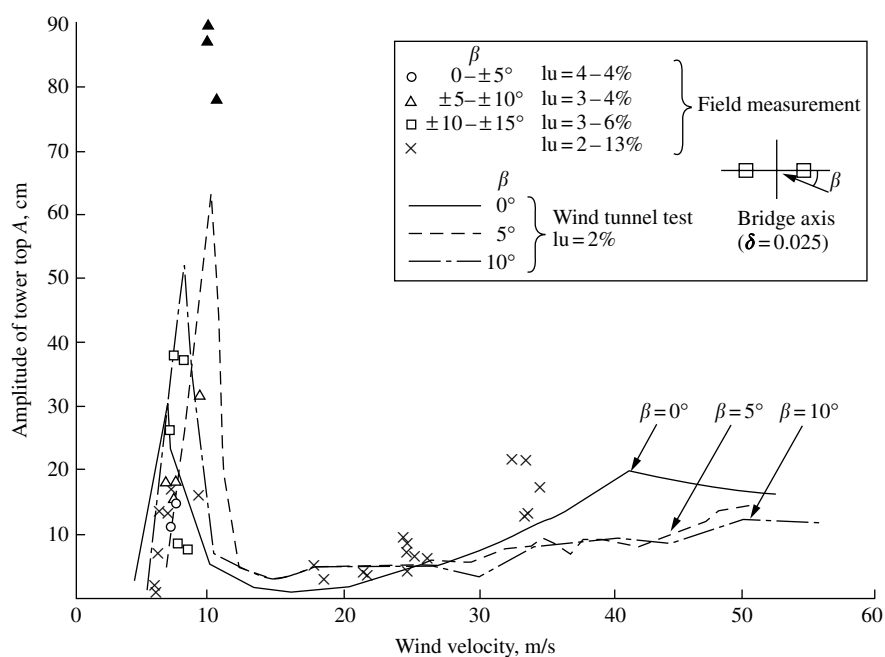 90
80
70
60
50
40
30
20
10
0
10
20
30
40
50
60
Amplitude of tower top A, cm
Wind velocity, m/s
β
0–±5° lu=4–4%
±5–±10° lu=3–4%
±10–±15° lu=3–6%
lu=2–13%
Field measurement
β
0°
5°
10°
Wind tunnel test
lu=2%
β
Bridge axis
(δ=0.025)
β=0°
β=5°
β=10°